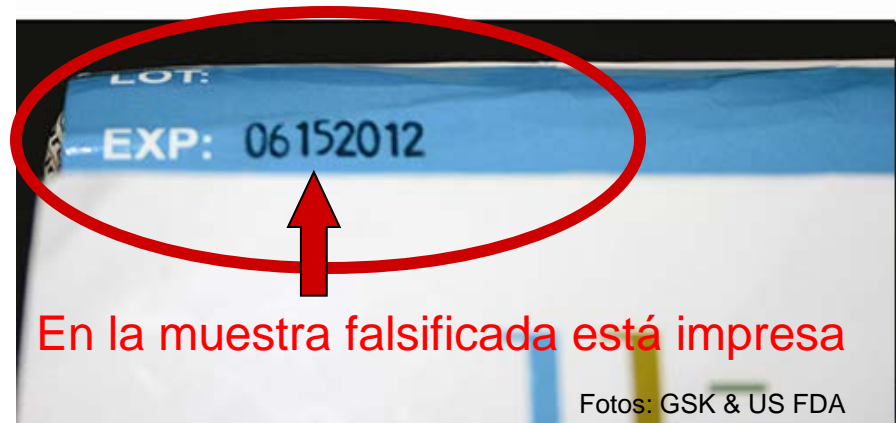 LOT:
EXP: 06152012
En la muestra falsificada está impresa
Fotos: GSK & US FDA